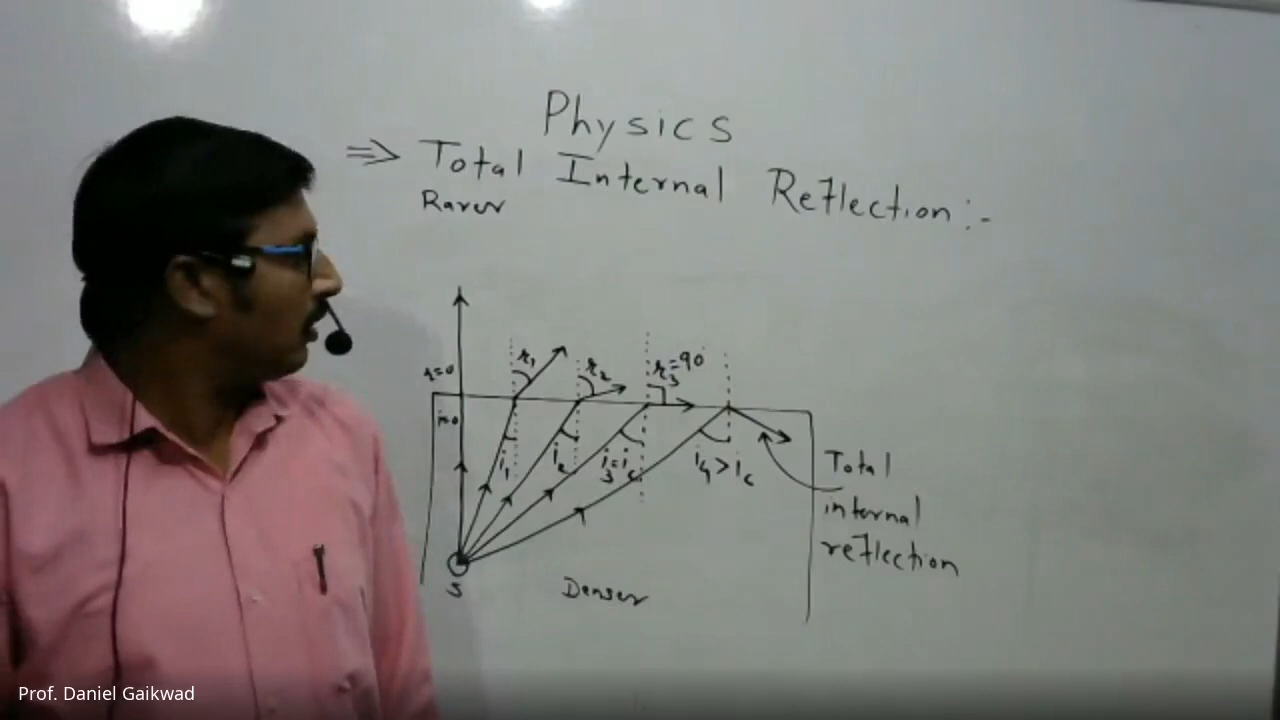 Physics
⇒ Total Internal Reflection :-
Rarer
r=0
r₁
r₂
r₃=90
i=0
i₁
i₂
i₃=ic
i₄>ic
Total
internal
reflection
S
Denser
Prof. Daniel Gaikwad